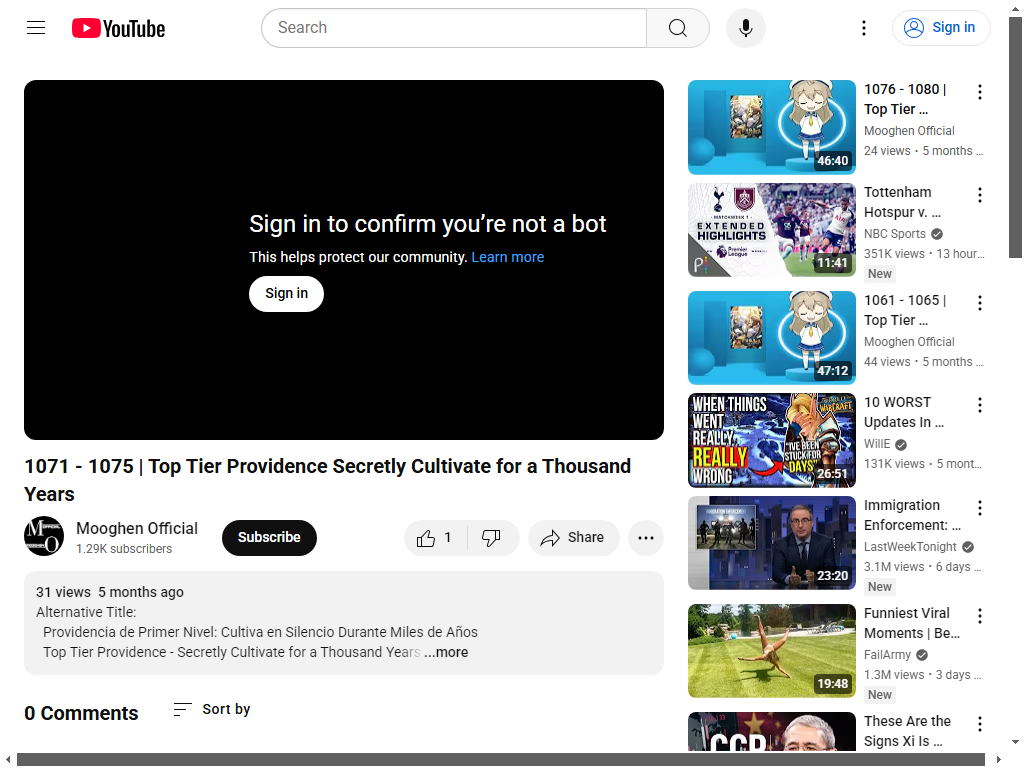 YouTube
Search
Sign in
Sign in to confirm you’re not a bot
This helps protect our community. Learn more
Sign in
1071 - 1075 | Top Tier Providence Secretly Cultivate for a Thousand
Years
Mooghen Official
1.29K subscribers
Subscribe
1
Share
31 views 5 months ago
Alternative Title:
Providencia de Primer Nivel: Cultiva en Silencio Durante Miles de Años
Top Tier Providence - Secretly Cultivate for a Thousand Years ...more
0 Comments
Sort by
46:40
1076 - 1080 |
Top Tier ...
Mooghen Official
24 views • 5 months ...
MATCHWEEK 1
EXTENDED
HIGHLIGHTS
Premier
League
11:41
Tottenham
Hotspur v. ...
NBC Sports
351K views • 13 hour...
New
47:12
1061 - 1065 |
Top Tier ...
Mooghen Official
44 views • 5 months ...
WHEN THINGS
WENT
REALLY,
REALLY
WRONG
WARCRAFT
"I'VE BEEN
STUCK FOR
DAYS"
26:51
10 WORST
Updates In ...
WillE
131K views • 5 mont...
23:20
Immigration
Enforcement: ...
LastWeekTonight
3.1M views • 6 days ...
New
19:48
Funniest Viral
Moments | Be...
FailArmy
1.3M views • 3 days ...
New
CCP
These Are the
Signs Xi Is ...